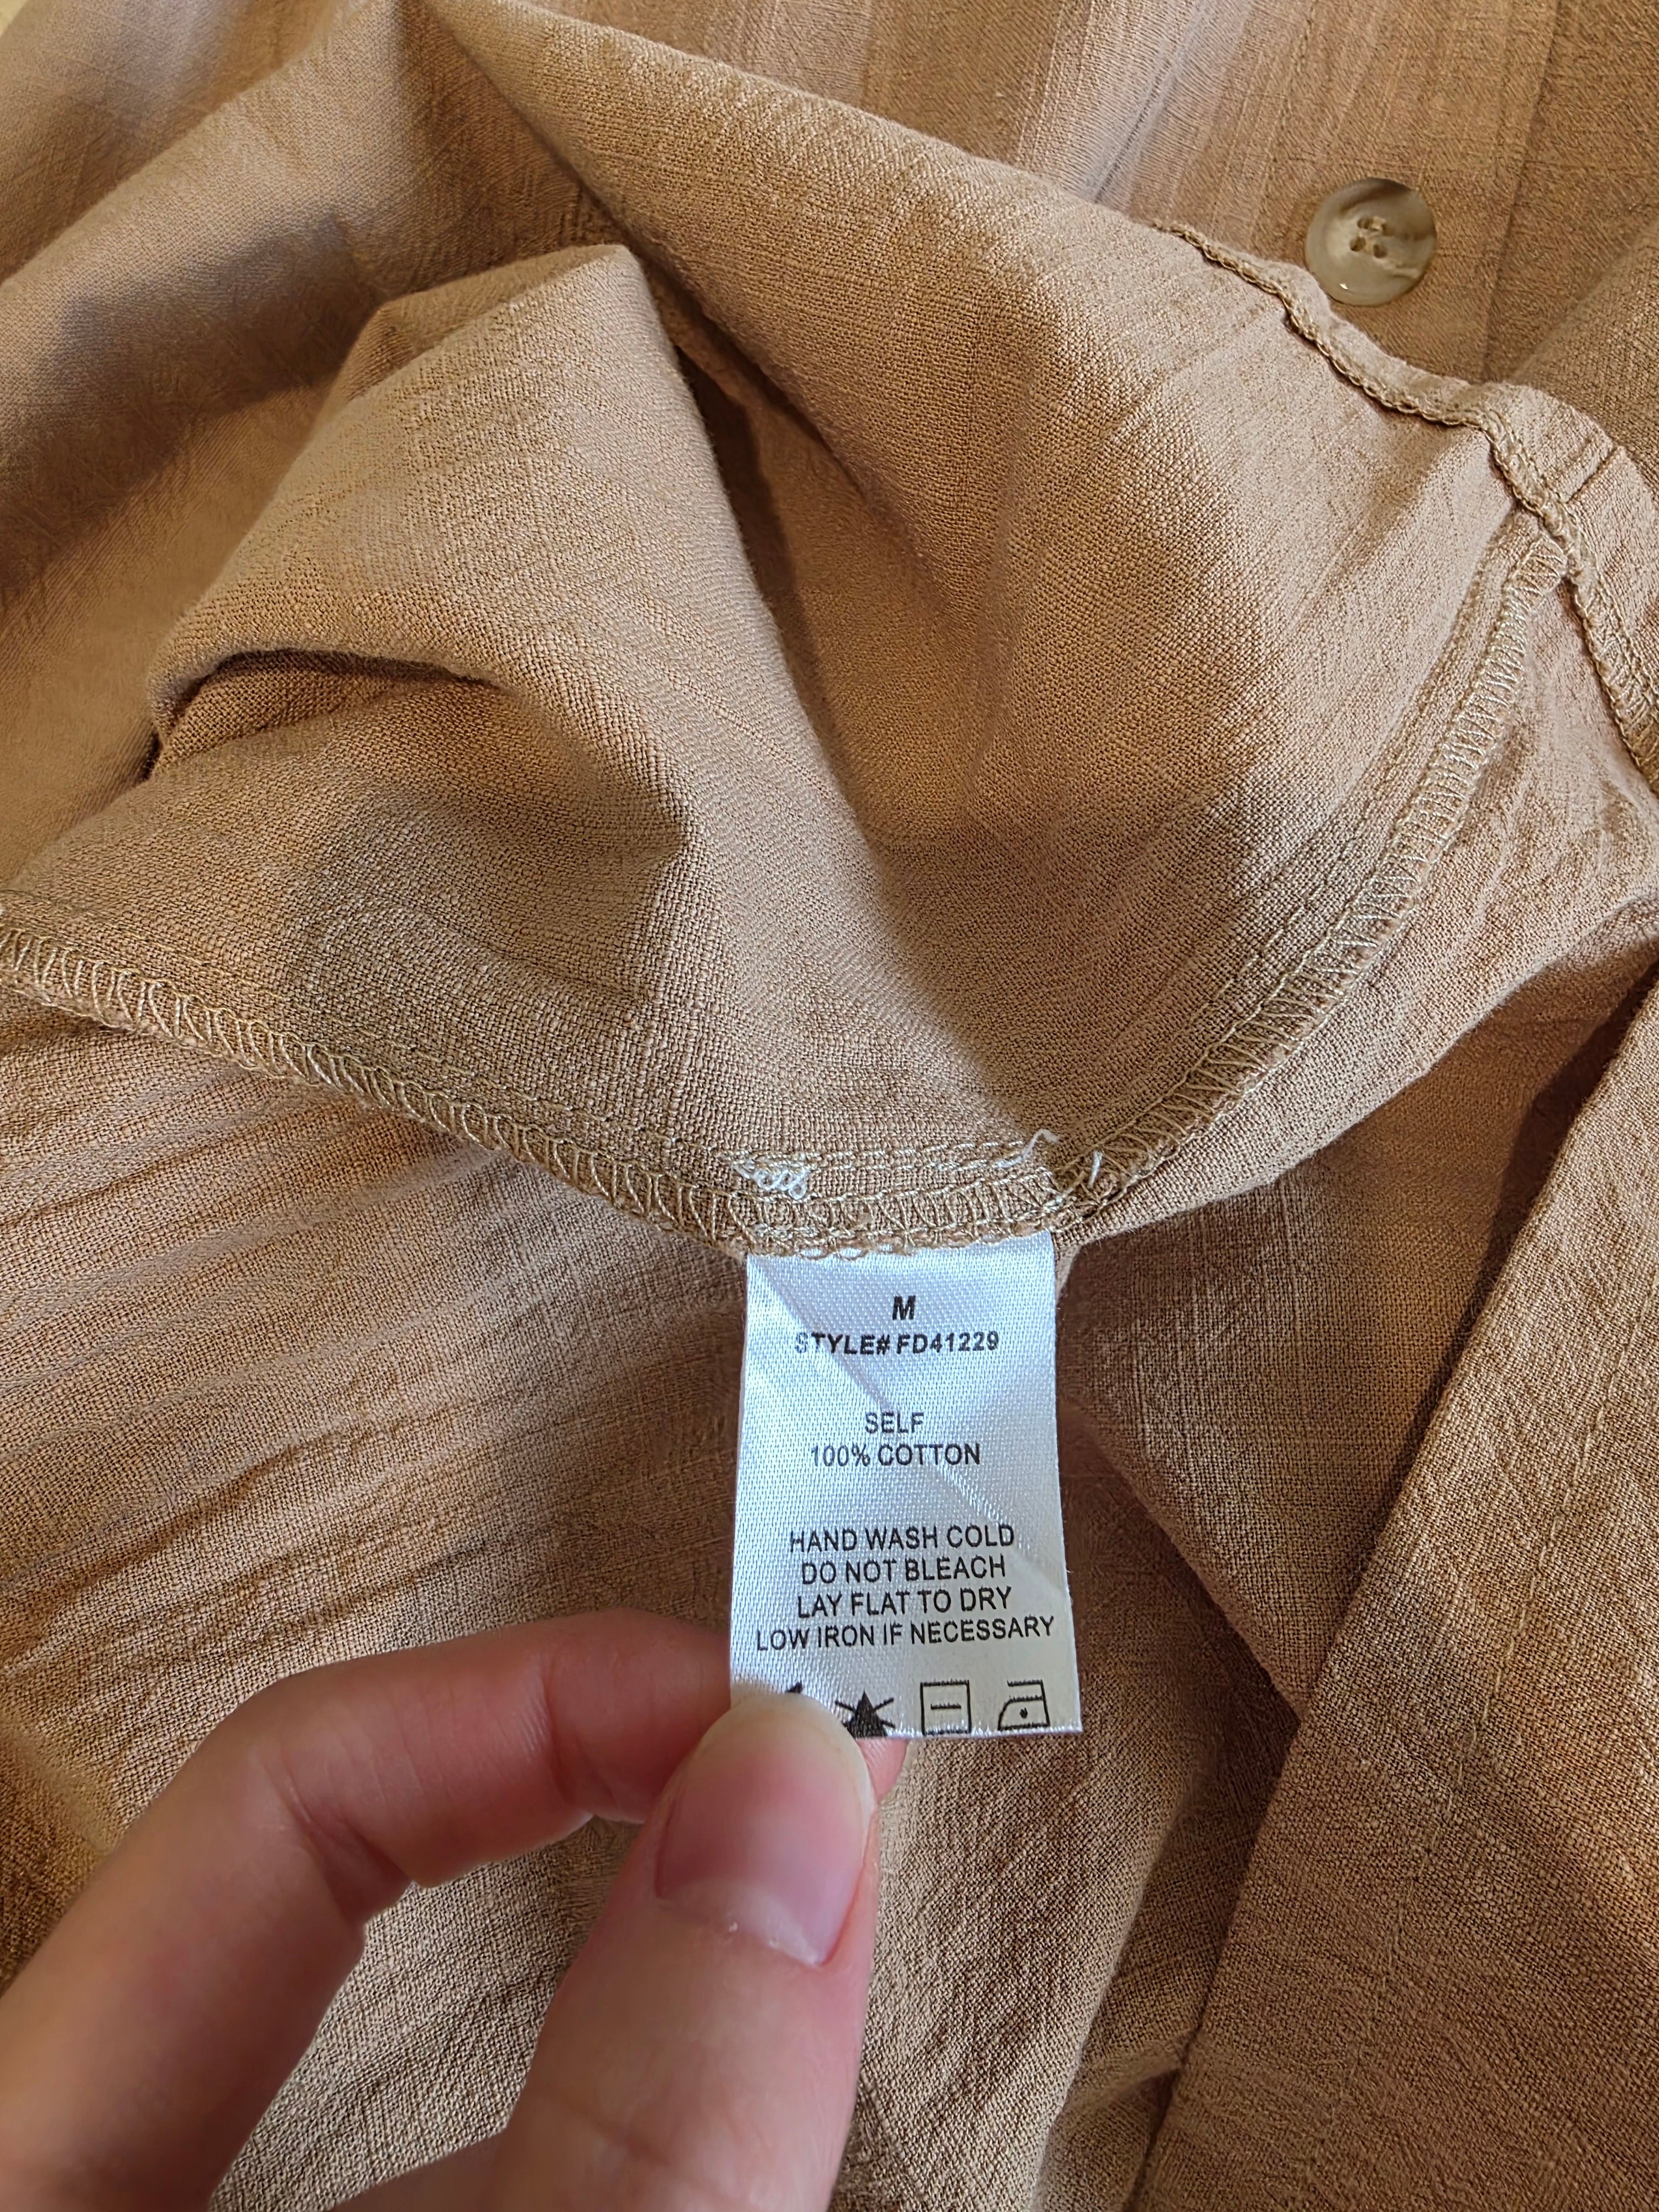 M
STYLE# FD41229
SELF
100% COTTON
HAND WASH COLD
DO NOT BLEACH
LAY FLAT TO DRY
LOW IRON IF NECESSARY